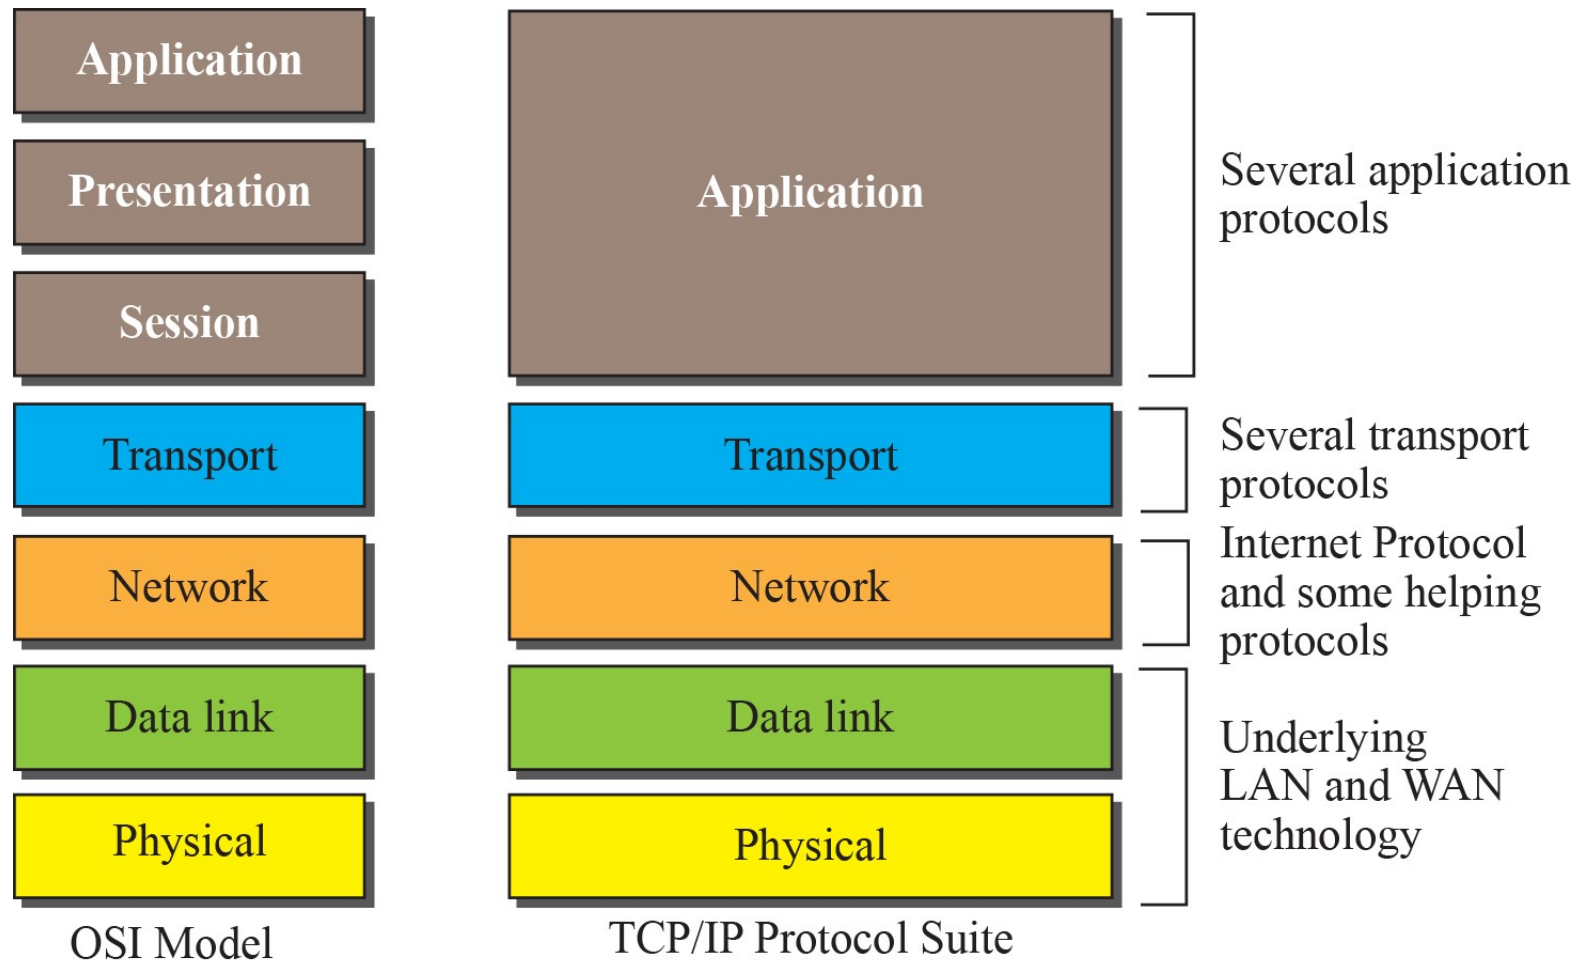 Application
Presentation
Session
Transport
Network
Data link
Physical
OSI Model
Application
Transport
Network
Data link
Physical
TCP/IP Protocol Suite
Several application
protocols
Several transport
protocols
Internet Protocol
and some helping
protocols
Underlying
LAN and WAN
technology